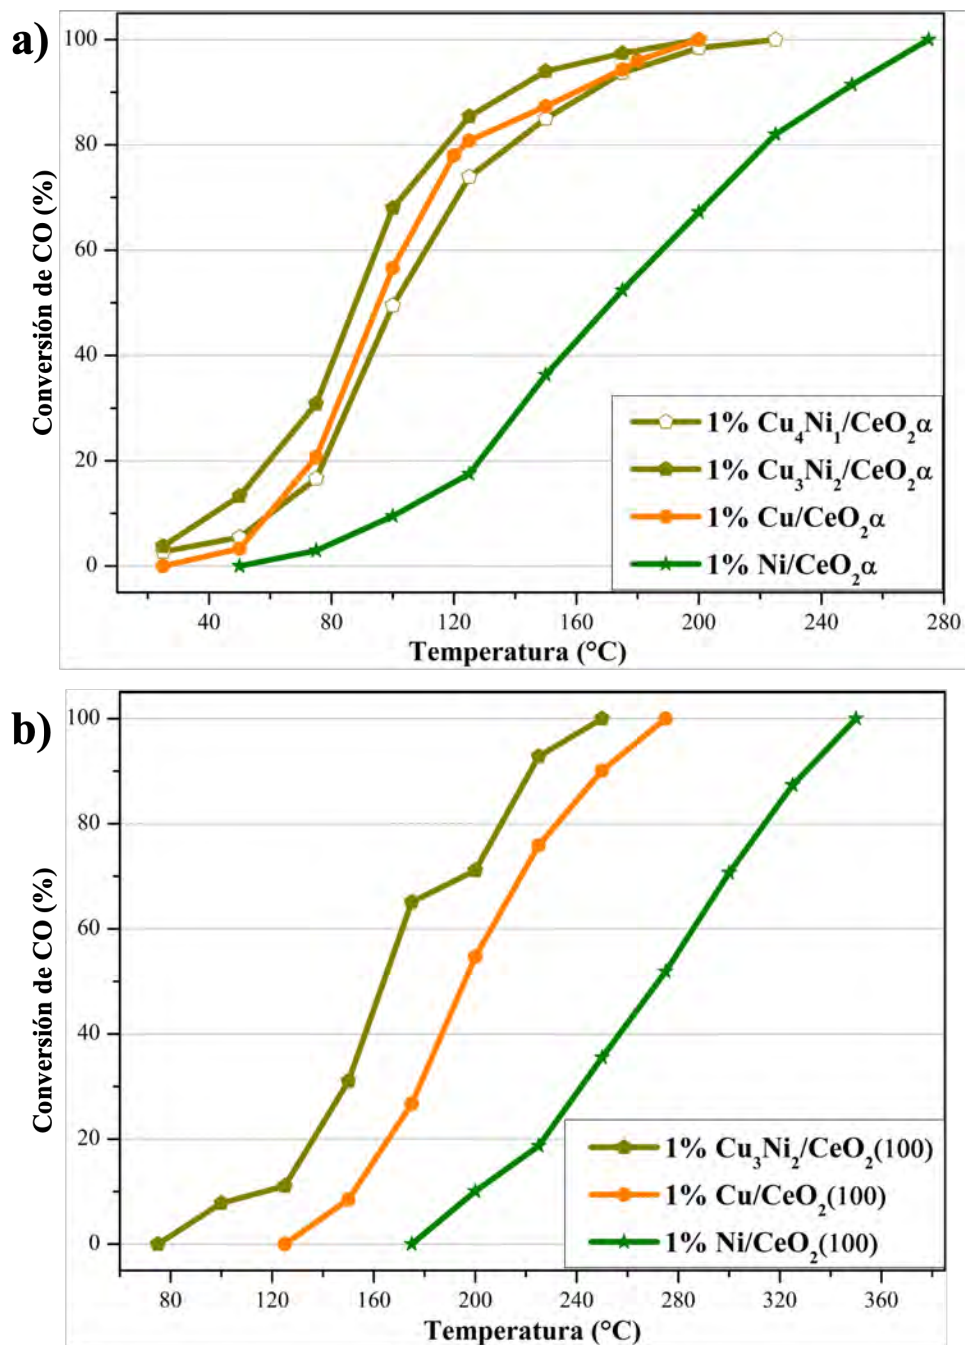 a)
100
80
60
40
20
0
Conversión de CO (%)
1% Cu₄Ni₁/CeO₂α
1% Cu₃Ni₂/CeO₂α
1% Cu/CeO₂α
1% Ni/CeO₂α
40 80 120 160 200 240 280
Temperatura (°C)
b)
100
80
60
40
20
0
Conversión de CO (%)
1% Cu₃Ni₂/CeO₂(100)
1% Cu/CeO₂(100)
1% Ni/CeO₂(100)
80 120 160 200 240 280 320 360
Temperatura (°C)